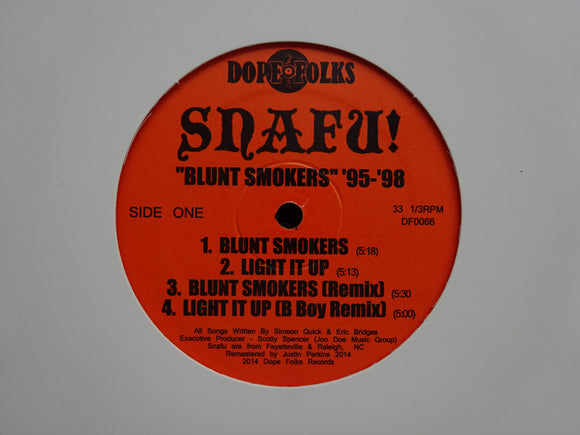 DOPE FOLKS
SNAFU!
"BLUNT SMOKERS" '95-'98
SIDE ONE
33 1/3RPM
DF0066
1. BLUNT SMOKERS (5:18)
2. LIGHT IT UP (5:13)
3. BLUNT SMOKERS (Remix) (5:30
4. LIGHT IT UP (B Boy Remix) (5:00)
All Songs Written By Simeon Quick & Eric Bridges
Executive Producer - Scotty Spencer (Jon Doe Music Group)
Snafu are from Fayetteville & Raleigh, NC
Remastered by Justin Perkins 2014
2014 Dope Folks Records